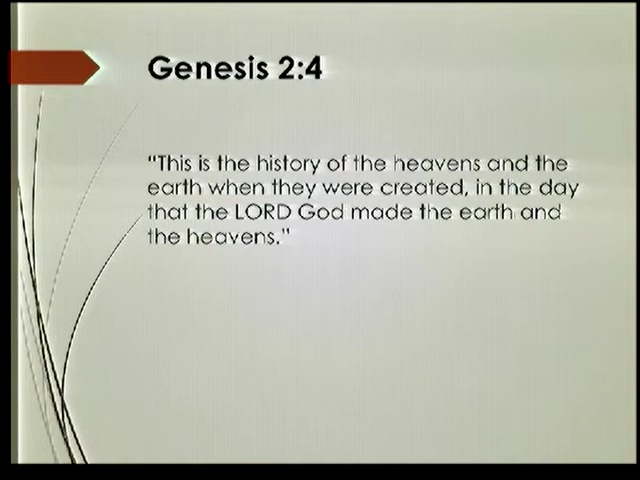 Genesis 2:4
"This is the history of the heavens and the
earth when they were created, in the day
that the LORD God made the earth and
the heavens."